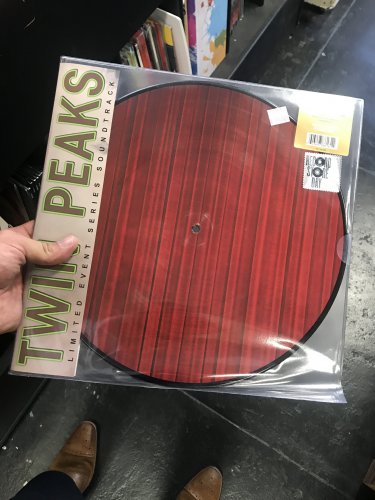 TWIN PEAKS
LIMITED EVENT SERIES SOUNDTRACK